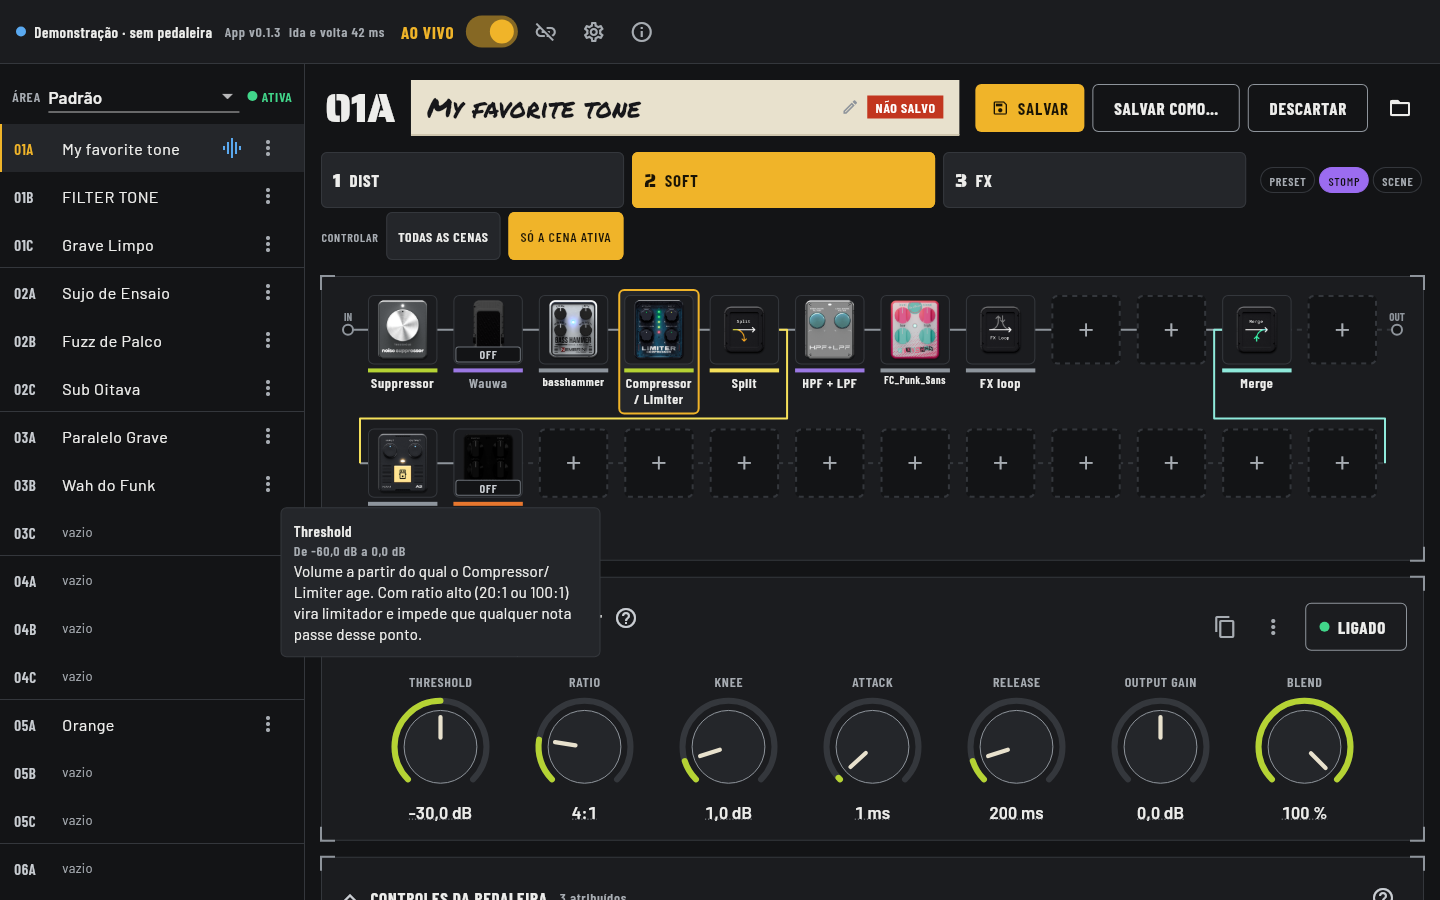 Demonstração · sem pedaleira App v0.1.3 Ida e volta 42 ms AO VIVO
ÁREA Padrão ATIVA
01A My favorite tone
01B FILTER TONE
01C Grave Limpo
02A Sujo de Ensaio
02B Fuzz de Palco
02C Sub Oitava
03A Paralelo Grave
03B Wah do Funk
03C vazio
04A vazio
04B vazio
04C vazio
05A Orange
05B vazio
05C vazio
06A vazio
01A My favorite tone NÃO SALVO SALVAR SALVAR COMO... DESCARTAR
1 DIST 2 SOFT 3 FX PRESET STOMP SCENE
CONTROLAR TODAS AS CENAS SÓ A CENA ATIVA
IN OUT
Split
FX Loop
Merge
OFF
Suppressor Wauwa basshammer Compressor / Limiter Split HPF + LPF FC_Punk_Sans FX loop Merge
OFF
Threshold
De -60,0 dB a 0,0 dB
Volume a partir do qual o Compressor/
Limiter age. Com ratio alto (20:1 ou 100:1)
vira limitador e impede que qualquer nota
passe desse ponto.
LIGADO
THRESHOLD RATIO KNEE ATTACK RELEASE OUTPUT GAIN BLEND
-30,0 dB 4:1 1,0 dB 1 ms 200 ms 0,0 dB 100 %
CONTROLES DA PEDALEIRA 3 atribuídos